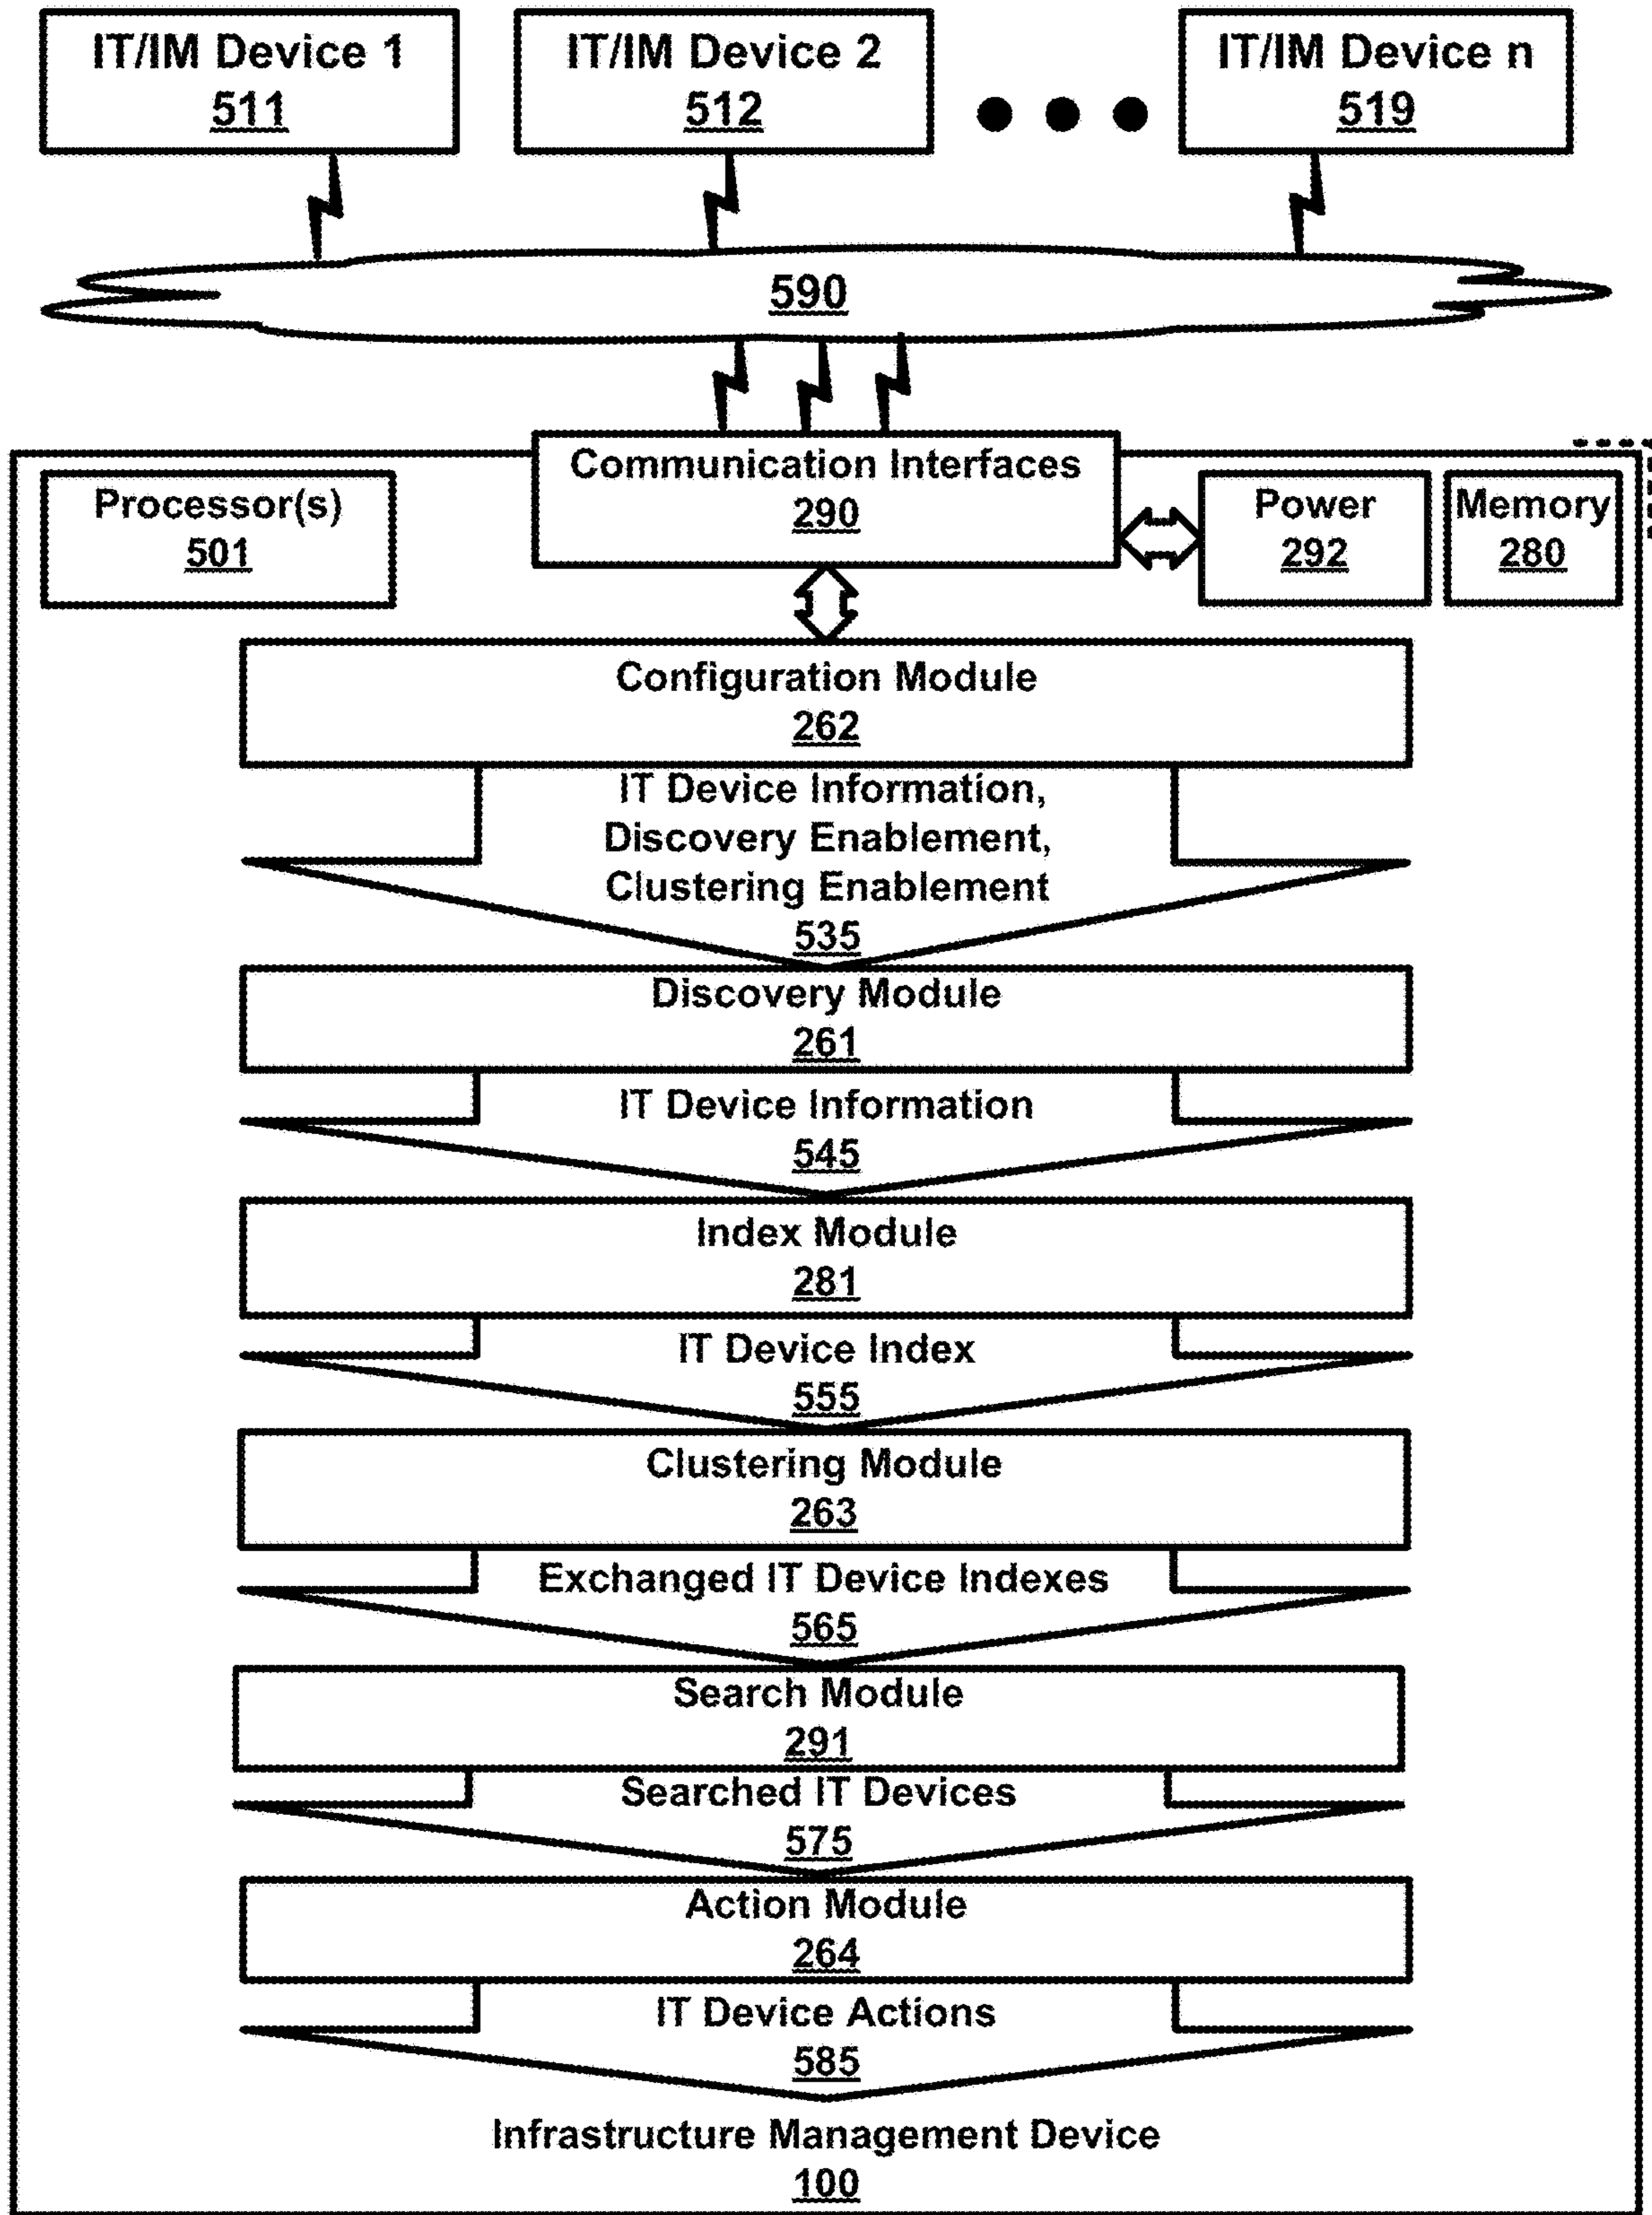 IT/IM Device 1
511
IT/IM Device 2
512
IT/IM Device n
519
590
Communication Interfaces
290
Processor(s)
501
Power
292
Memory
280
Configuration Module
262
IT Device Information,
Discovery Enablement,
Clustering Enablement
535
Discovery Module
261
IT Device Information
545
Index Module
281
IT Device Index
555
Clustering Module
263
Exchanged IT Device Indexes
565
Search Module
291
Searched IT Devices
575
Action Module
264
IT Device Actions
585
Infrastructure Management Device
100